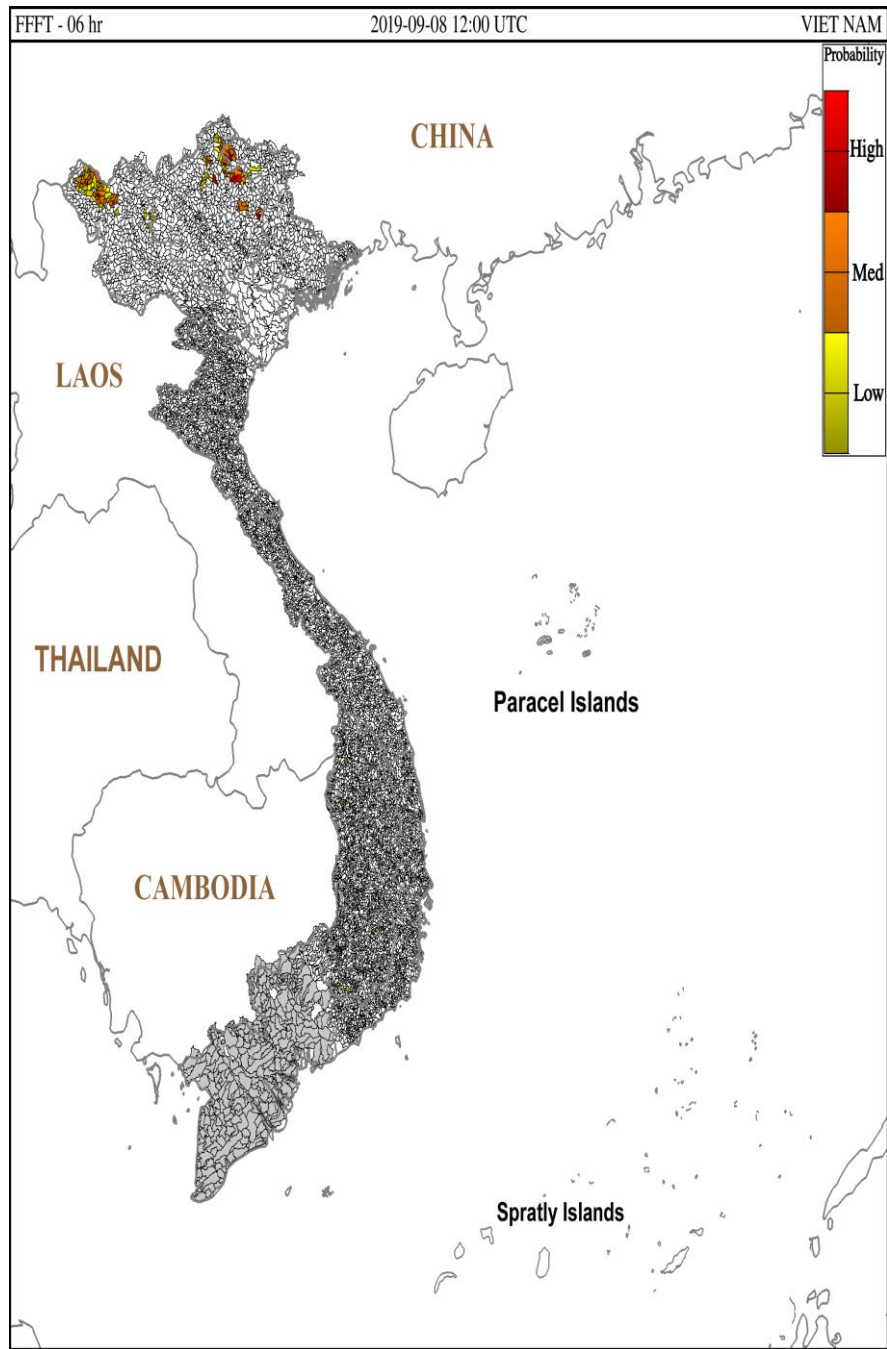 FFFT - 06 hr
2019-09-08 12:00 UTC
VIET NAM
Probability
High
Med
Low
CHINA
LAOS
THAILAND
Paracel Islands
CAMBODIA
Spratly Islands